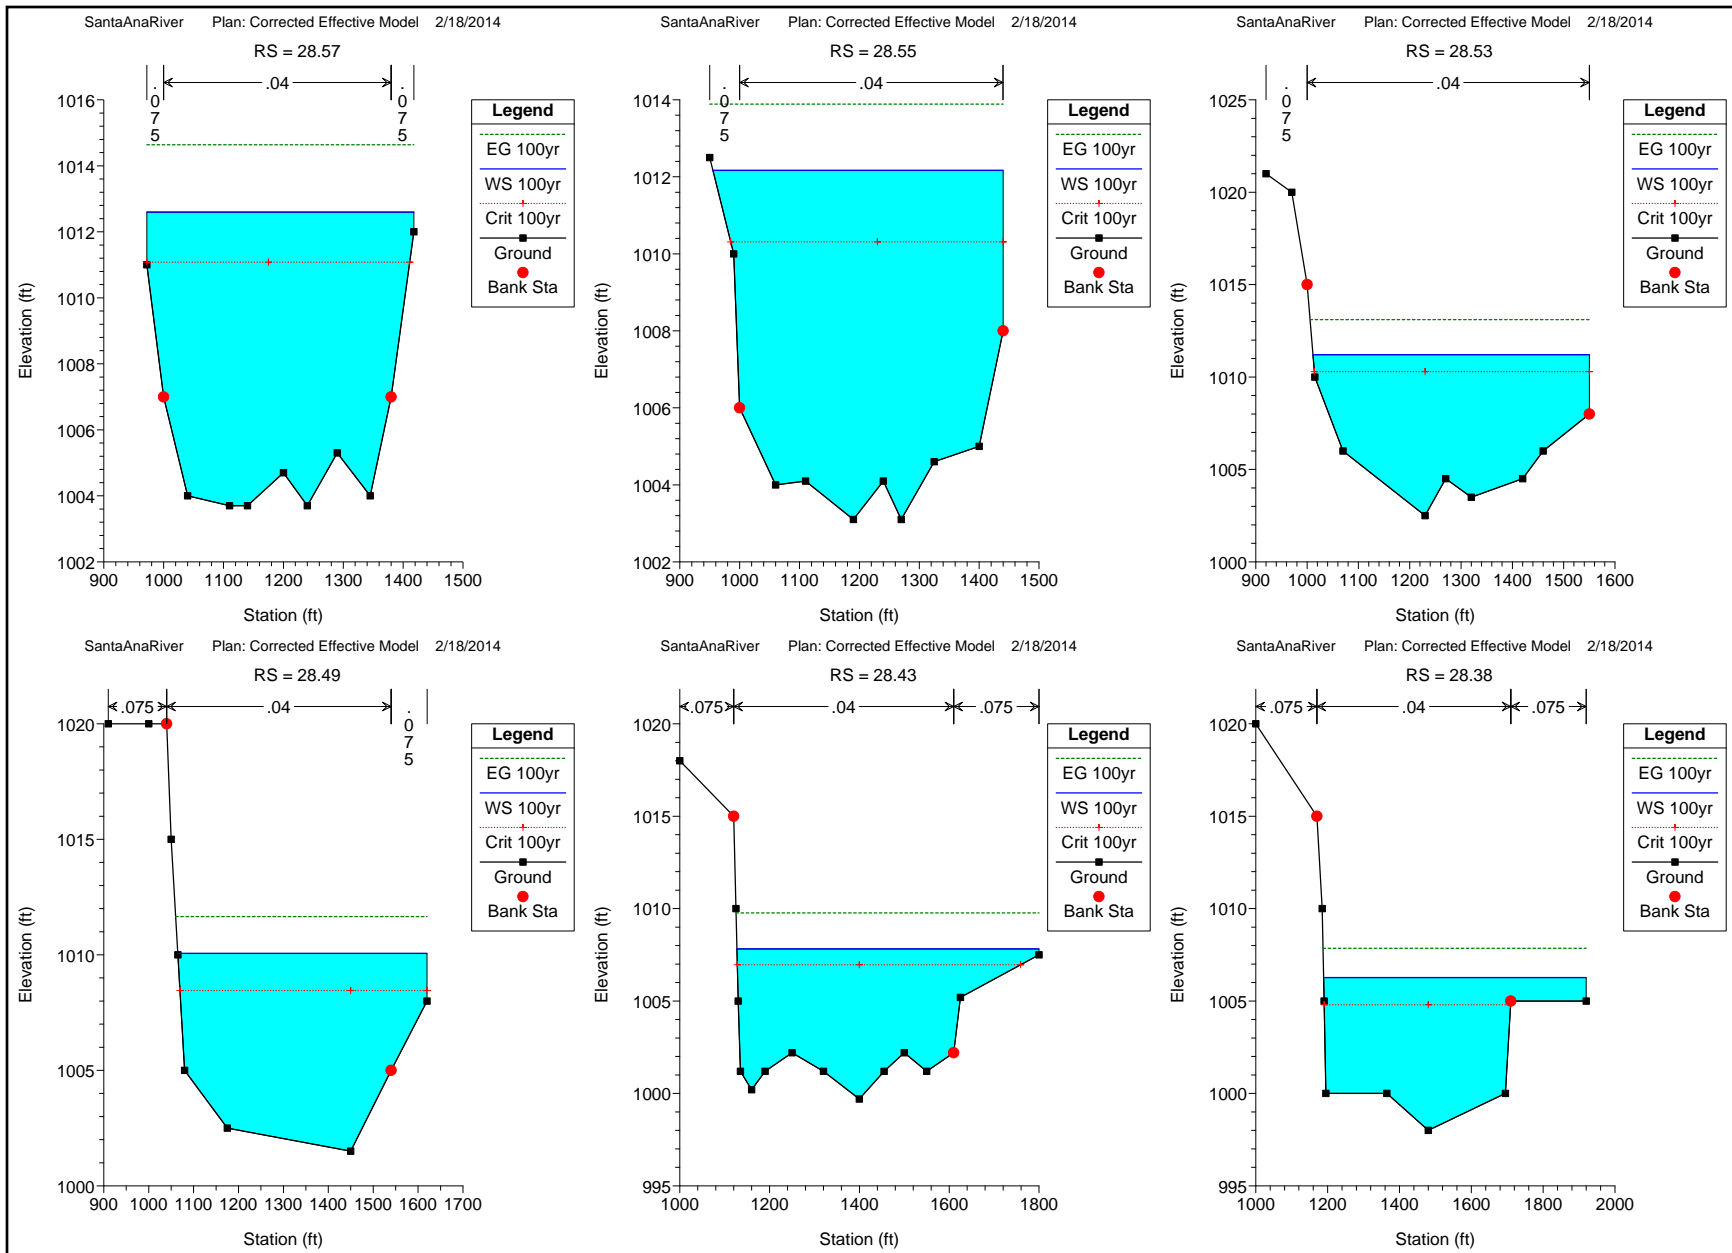 SantaAnaRiver Plan: Corrected Effective Model 2/18/2014
RS = 28.57
.075
.04
.075
1016
1014
1012
1010
1008
1006
1004
1002
Elevation (ft)
900 1000 1100 1200 1300 1400 1500
Station (ft)
Legend
EG 100yr
WS 100yr
Crit 100yr
Ground
Bank Sta
SantaAnaRiver Plan: Corrected Effective Model 2/18/2014
RS = 28.55
.075
.04
1014
1012
1010
1008
1006
1004
1002
Elevation (ft)
900 1000 1100 1200 1300 1400 1500
Station (ft)
Legend
EG 100yr
WS 100yr
Crit 100yr
Ground
Bank Sta
SantaAnaRiver Plan: Corrected Effective Model 2/18/2014
RS = 28.53
.075
.04
1025
1020
1015
1010
1005
1000
Elevation (ft)
900 1000 1100 1200 1300 1400 1500 1600
Station (ft)
Legend
EG 100yr
WS 100yr
Crit 100yr
Ground
Bank Sta
SantaAnaRiver Plan: Corrected Effective Model 2/18/2014
RS = 28.49
.075
.04
.075
1020
1015
1010
1005
1000
Elevation (ft)
900 1000 1100 1200 1300 1400 1500 1600 1700
Station (ft)
Legend
EG 100yr
WS 100yr
Crit 100yr
Ground
Bank Sta
SantaAnaRiver Plan: Corrected Effective Model 2/18/2014
RS = 28.43
.075
.04
.075
1020
1015
1010
1005
1000
995
Elevation (ft)
1000 1200 1400 1600 1800
Station (ft)
Legend
EG 100yr
WS 100yr
Crit 100yr
Ground
Bank Sta
SantaAnaRiver Plan: Corrected Effective Model 2/18/2014
RS = 28.38
.075
.04
.075
1020
1015
1010
1005
1000
995
Elevation (ft)
1000 1200 1400 1600 1800 2000
Station (ft)
Legend
EG 100yr
WS 100yr
Crit 100yr
Ground
Bank Sta